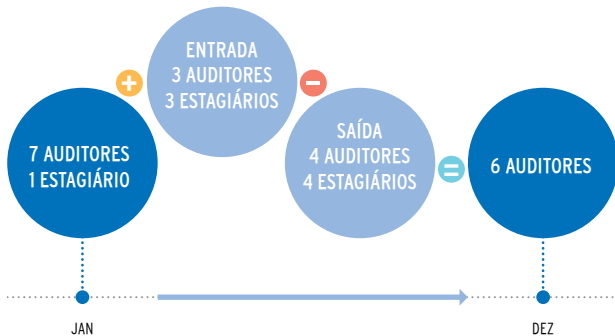 7 AUDITORES
1 ESTAGIÁRIO
+
ENTRADA
3 AUDITORES
3 ESTAGIÁRIOS
−
SAÍDA
4 AUDITORES
4 ESTAGIÁRIOS
=
6 AUDITORES
JAN
DEZ